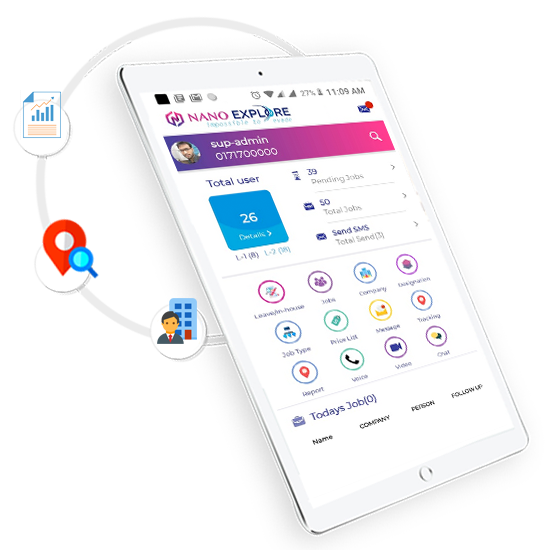 27% 11:09 AM
NANO EXPLORE
Impossible to Ready
sup-admin
0171700000
Total user
26
Details >
L-1 (8) L-2 (18)
39
Pending Jobs
50
Total Jobs
Send SMS
Total Send(3)
Leave/In-house
Jobs
Company
Designation
Job Type
Price List
Message
Tracking
Report
Voice
Video
Chat
Todays Job(0)
Name COMPANY PERSON FOLLOW UP